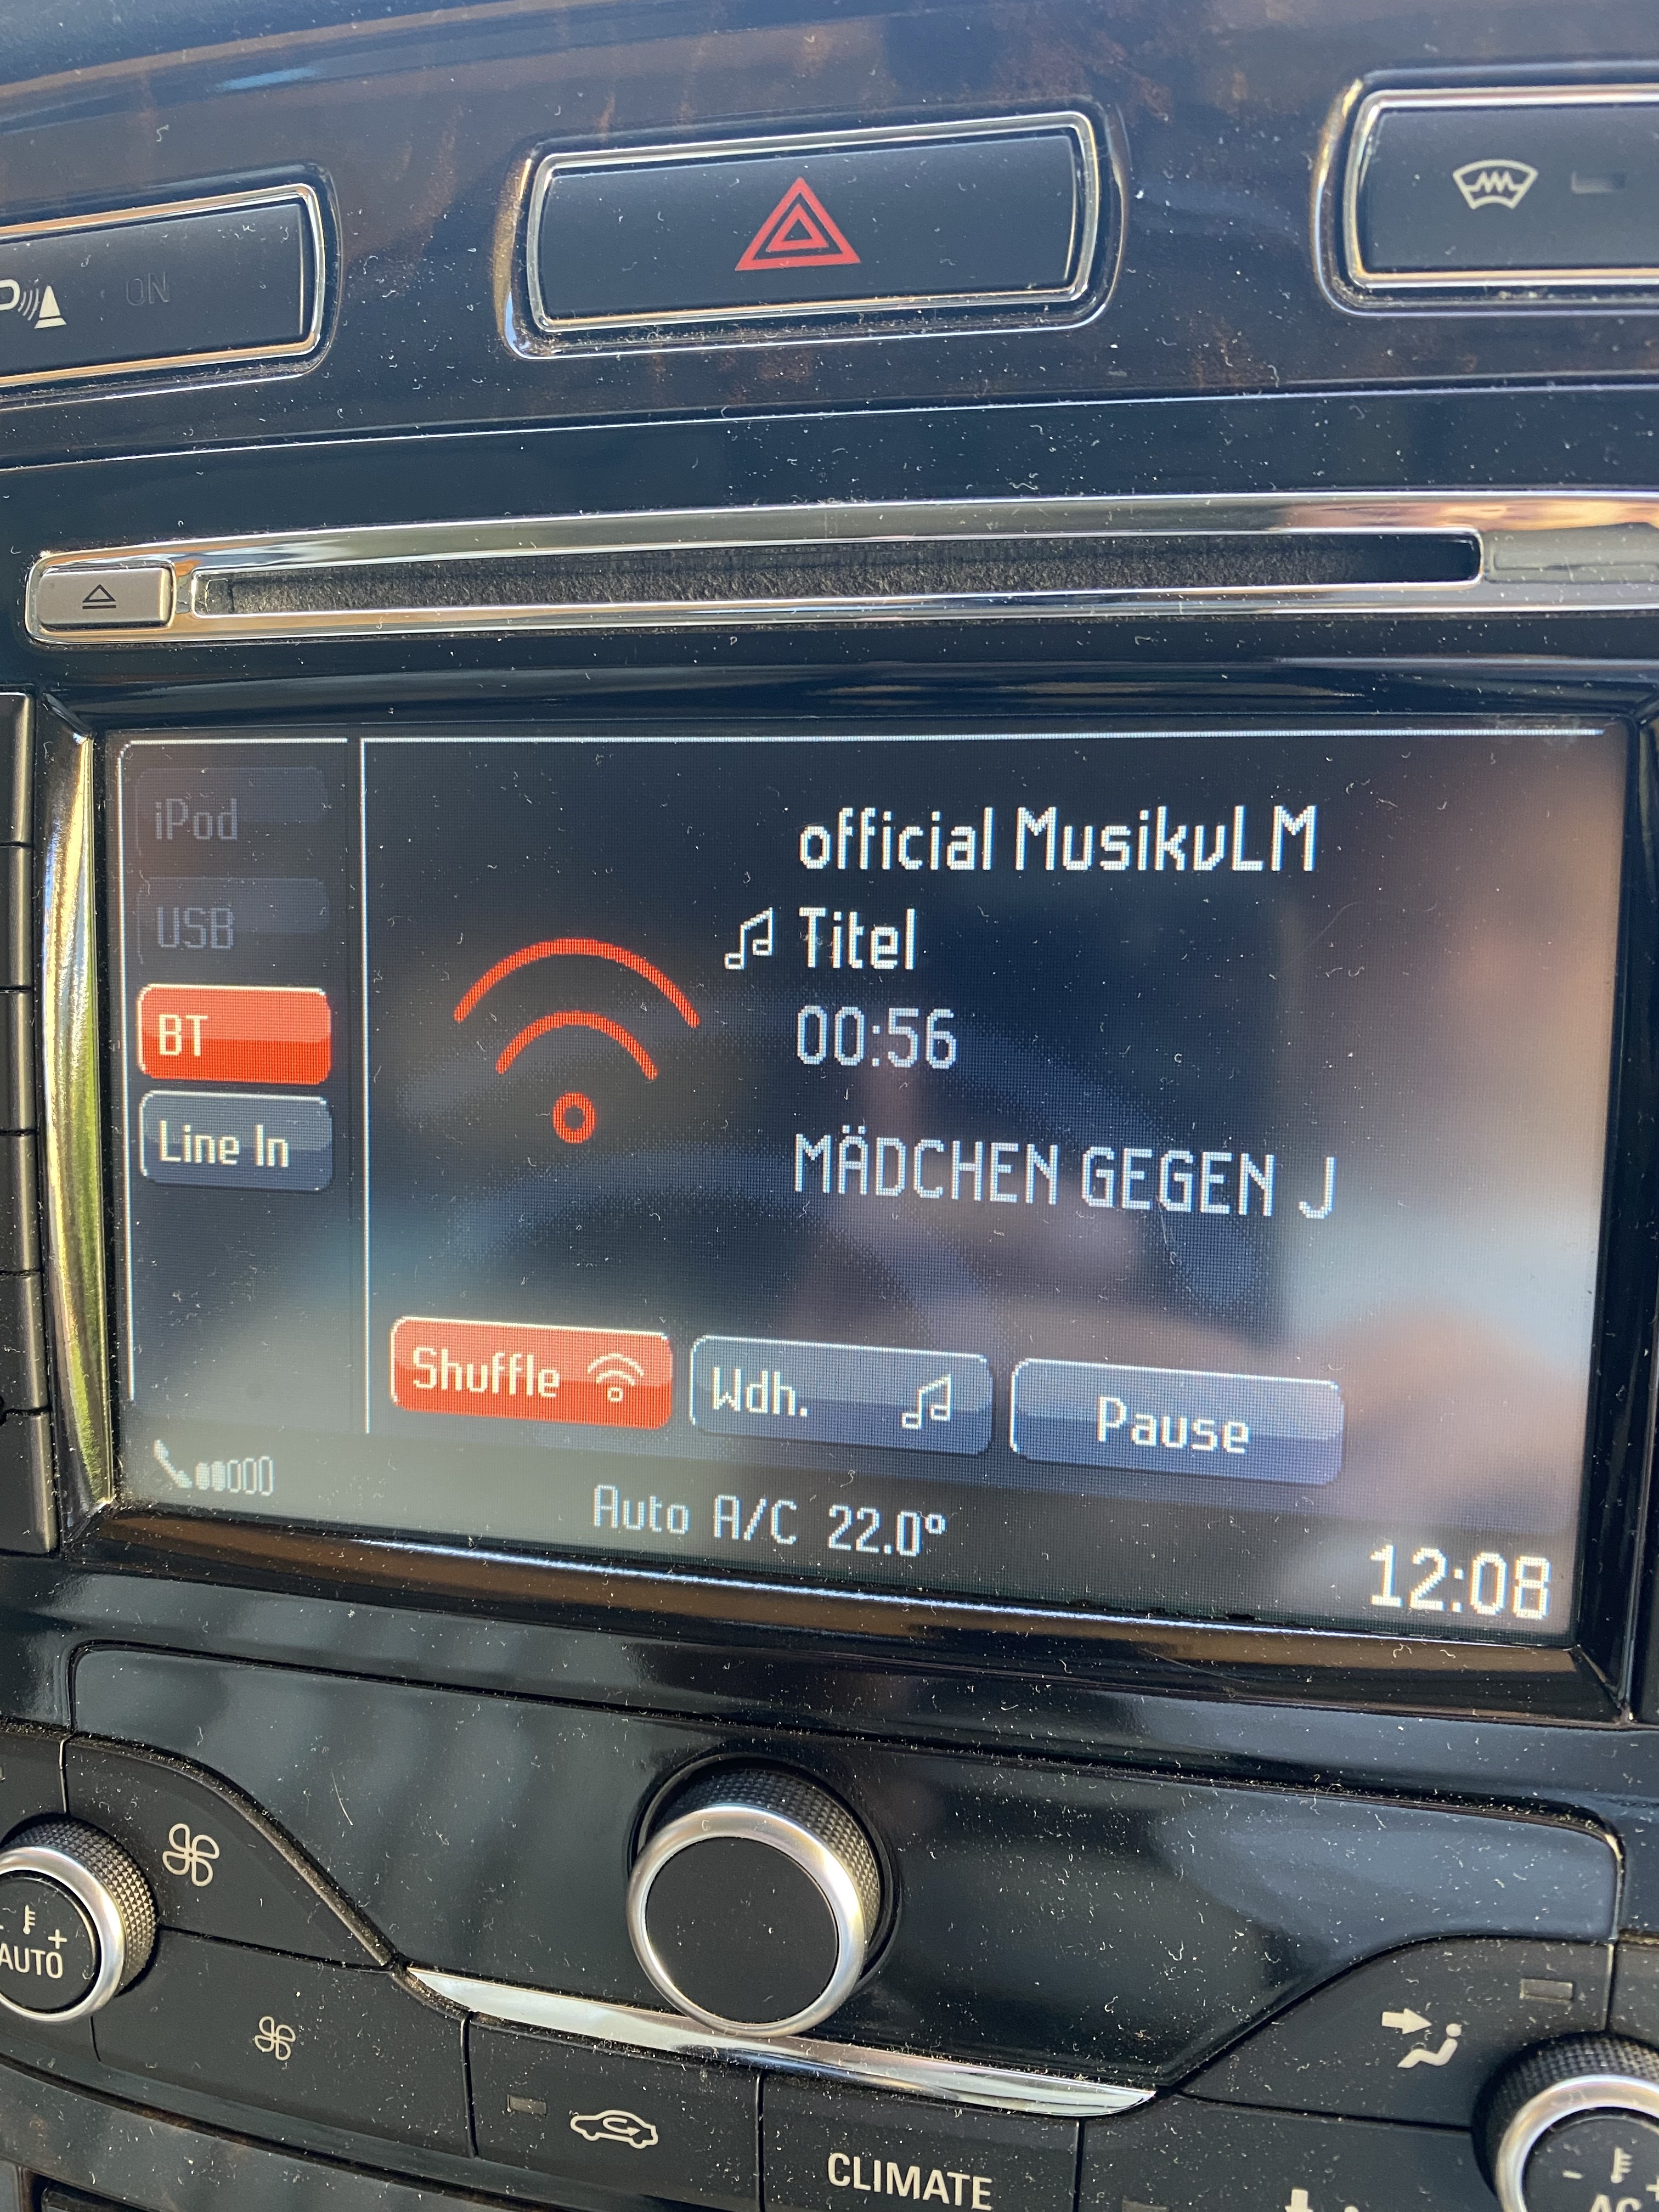 P
ON
iPod
USB
BT
Line In
official MusikvLM
Titel
00:56
MÄDCHEN GEGEN J
Shuffle
Wdh.
Pause
Auto A/C 22.0°
12:08
- +
AUTO
CLIMATE
-